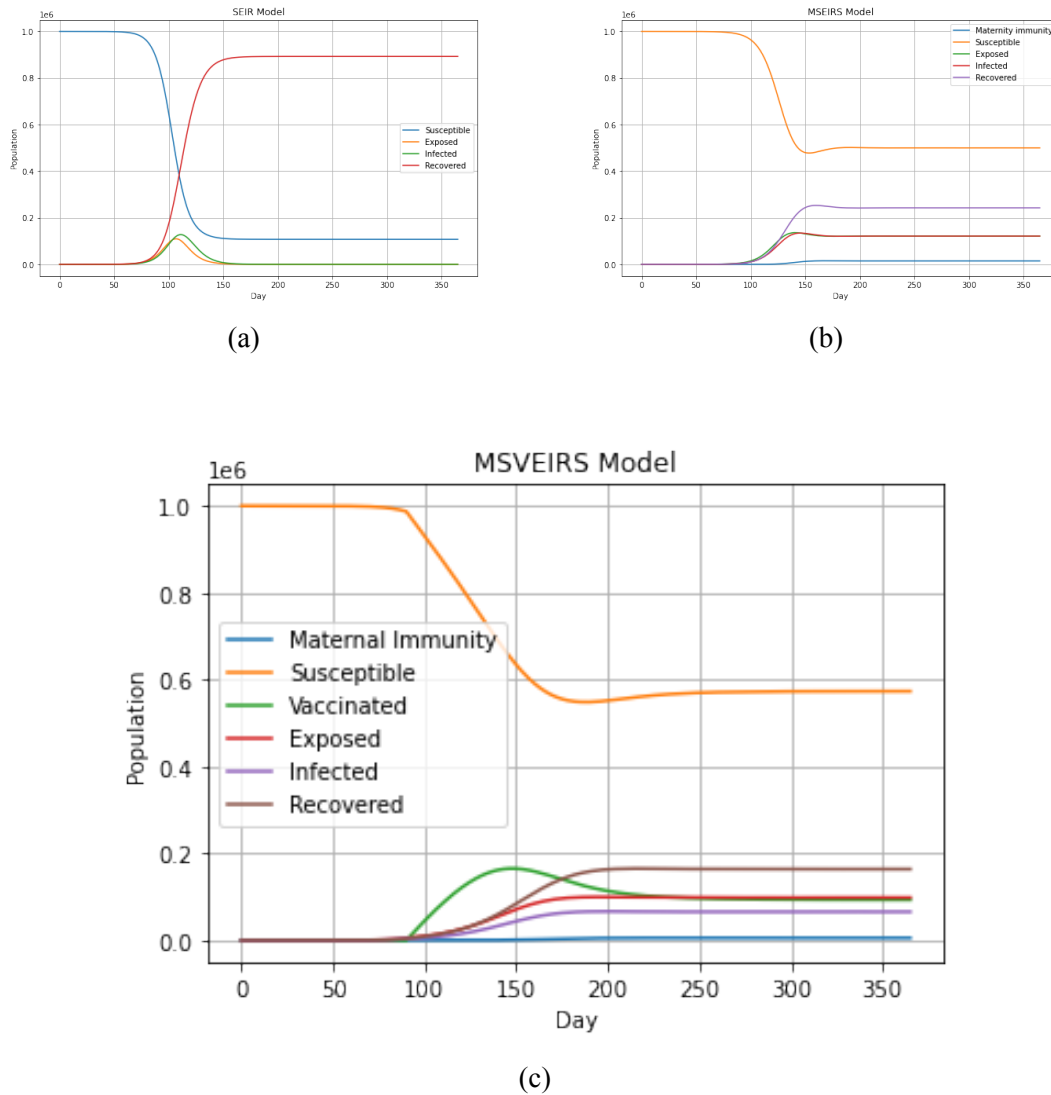 SEIR Model
1e6
1.0
0.8
0.6
0.4
0.2
0.0
Population
Susceptible
Exposed
Infected
Recovered
0 50 100 150 200 250 300 350
Day
(a)
MSEIRS Model
1e6
1.0
0.8
0.6
0.4
0.2
0.0
Population
Maternity immunity
Susceptible
Exposed
Infected
Recovered
0 50 100 150 200 250 300 350
Day
(b)
MSVEIRS Model
1e6
1.0
0.8
0.6
0.4
0.2
0.0
Population
Maternal Immunity
Susceptible
Vaccinated
Exposed
Infected
Recovered
0 50 100 150 200 250 300 350
Day
(c)